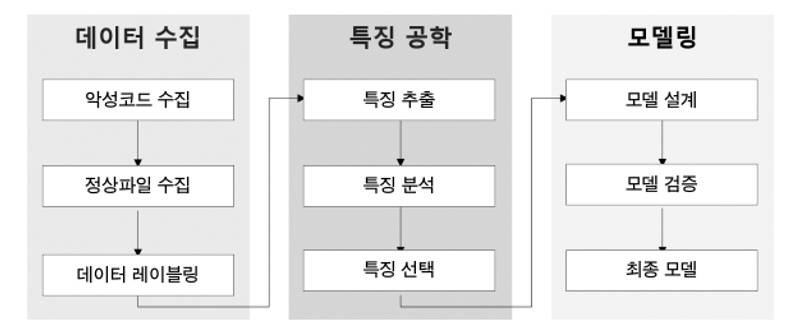 데이터 수집
악성코드 수집
정상파일 수집
데이터 레이블링
특징 공학
특징 추출
특징 분석
특징 선택
모델링
모델 설계
모델 검증
최종 모델